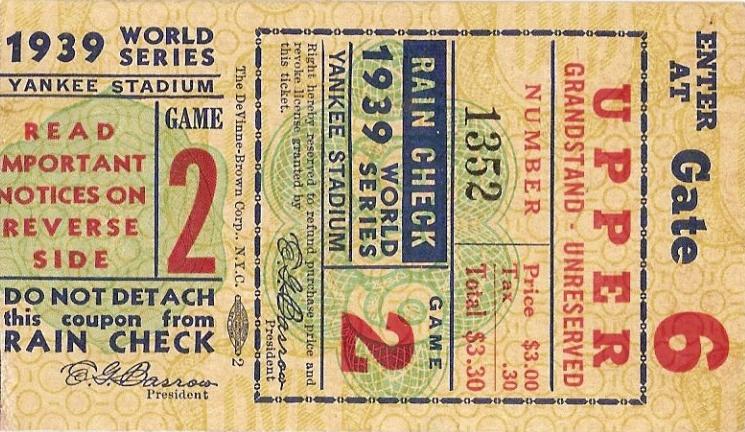 1939 WORLD SERIES
YANKEE STADIUM
READ
IMPORTANT
NOTICES ON
REVERSE
SIDE
GAME
2
DO NOT DETACH
this coupon from
RAIN CHECK
E. G. Barrow
President
The DeVinne-Brown Corp., N.Y.C. 2
ENTER
AT Gate 6
UPPER
GRANDSTAND - UNRESERVED
NUMBER
1352
Price $3.00
Tax .30
Total $3.30
RAIN CHECK
1939 WORLD SERIES
YANKEE STADIUM
GAME
2
Right hereby reserved to refund purchase price and
revoke license granted by
this ticket.
E. G. Barrow
President